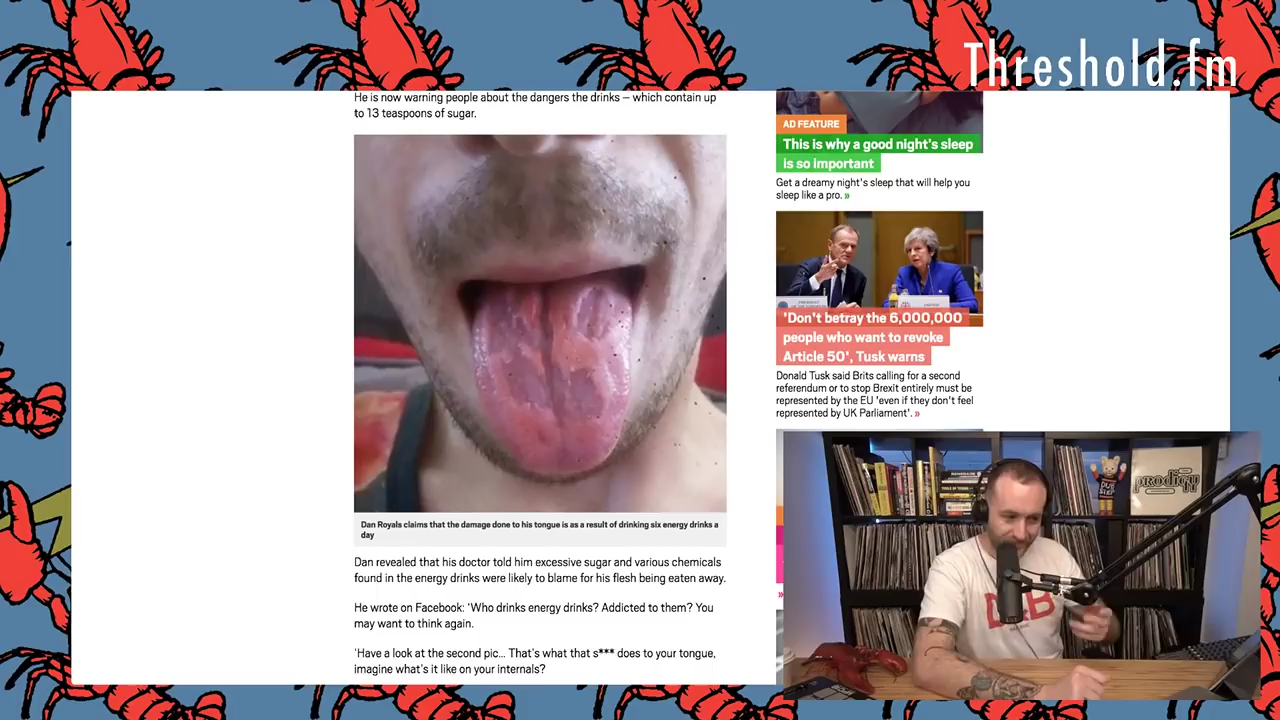 Threshold.fm
He is now warning people about the dangers the drinks – which contain up
to 13 teaspoons of sugar.
Dan Royals claims that the damage done to his tongue is as a result of drinking six energy drinks a
day
Dan revealed that his doctor told him excessive sugar and various chemicals
found in the energy drinks were likely to blame for his flesh being eaten away.
He wrote on Facebook: 'Who drinks energy drinks? Addicted to them? You
may want to think again.
'Have a look at the second pic... That's what that s*** does to your tongue,
imagine what's it like on your internals?
AD FEATURE
This is why a good night's sleep
is so important
Get a dreamy night's sleep that will help you
sleep like a pro. »
'Don't betray the 6,000,000
people who want to revoke
Article 50', Tusk warns
Donald Tusk said Brits calling for a second
referendum or to stop Brexit entirely must be
represented by the EU 'even if they don't feel
represented by UK Parliament'. »
»
prodigy
D&B